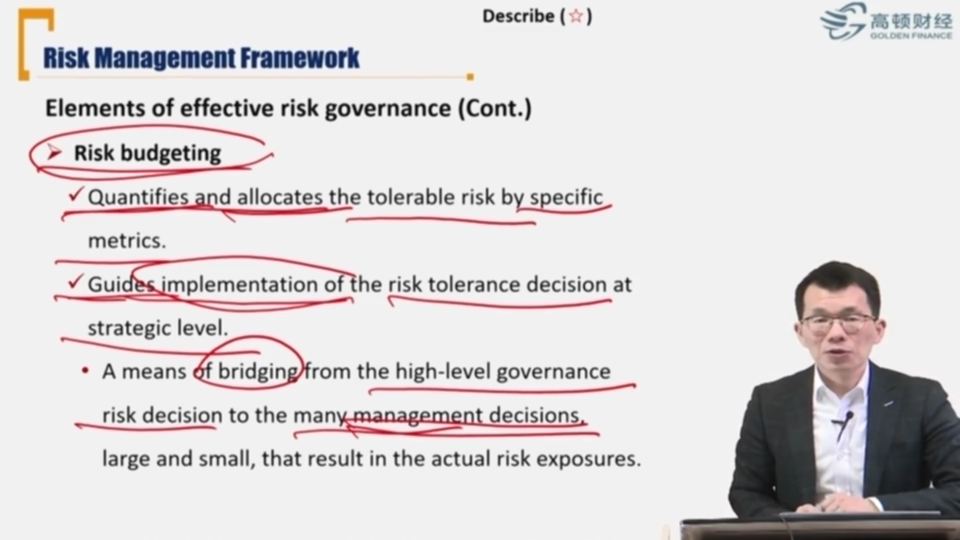 Describe (☆)
高顿财经
GOLDEN FINANCE
Risk Management Framework
Elements of effective risk governance (Cont.)
➢ Risk budgeting
✓ Quantifies and allocates the tolerable risk by specific
metrics.
✓ Guides implementation of the risk tolerance decision at
strategic level.
• A means of bridging from the high-level governance
risk decision to the many management decisions,
large and small, that result in the actual risk exposures.